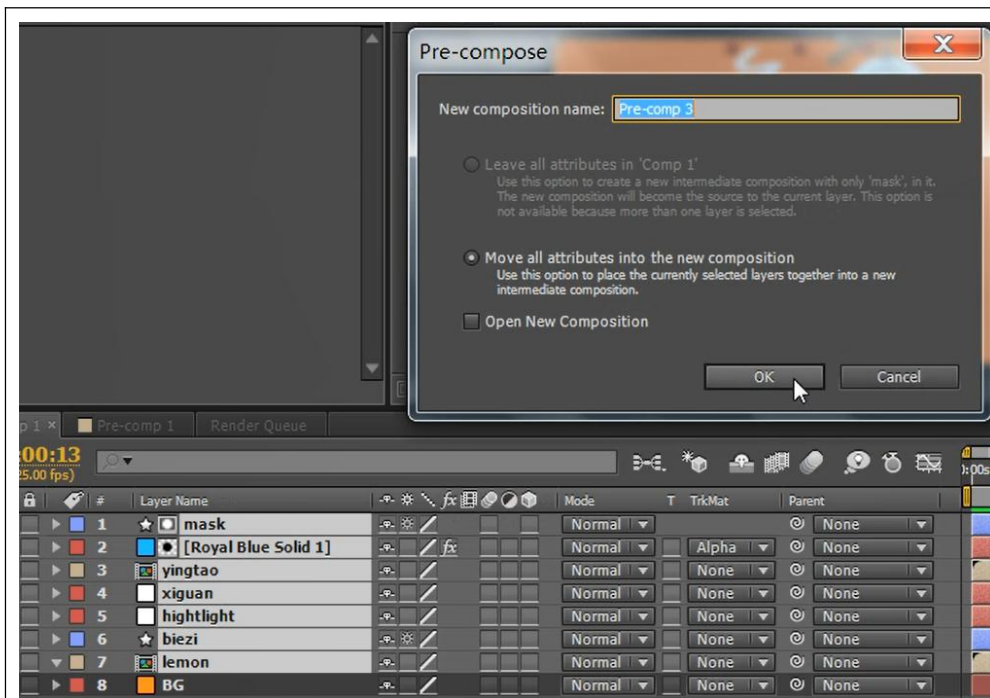 Pre-compose
New composition name: Pre-comp 3
Leave all attributes in 'Comp 1'
Use this option to create a new intermediate composition with only 'mask', in it.
The new composition will become the source to the current layer. This option is
not available because more than one layer is selected.
Move all attributes into the new composition
Use this option to place the currently selected layers together into a new
intermediate composition.
Open New Composition
OK Cancel
p 1 × Pre-comp 1 Render Queue
:00:13
25.00 fps)
):00s
# Layer Name fx Mode T TrkMat Parent
1 mask Normal None
2 [Royal Blue Solid 1] fx Normal Alpha None
3 yingtao Normal None None
4 xiguan Normal None None
5 hightlight Normal None None
6 biezi Normal None None
7 lemon Normal None None
8 BG Normal None None